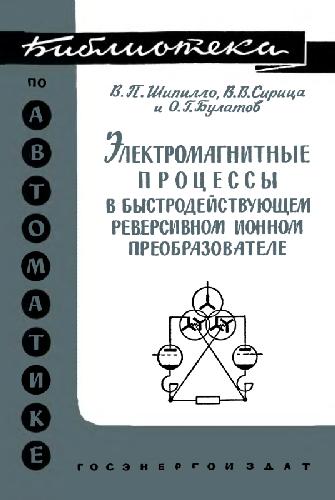 Библиотека
ПО
АВТОМАТИКЕ
В. П. Шипилло, В. В. Сирица
и О. Г. Булатов
ЭЛЕКТРОМАГНИТНЫЕ
ПРОЦЕССЫ
В БЫСТРОДЕЙСТВУЮЩЕМ
РЕВЕРСИВНОМ ИОННОМ
ПРЕОБРАЗОВАТЕЛЕ
ГОСЭНЕРГОИЗДАТ